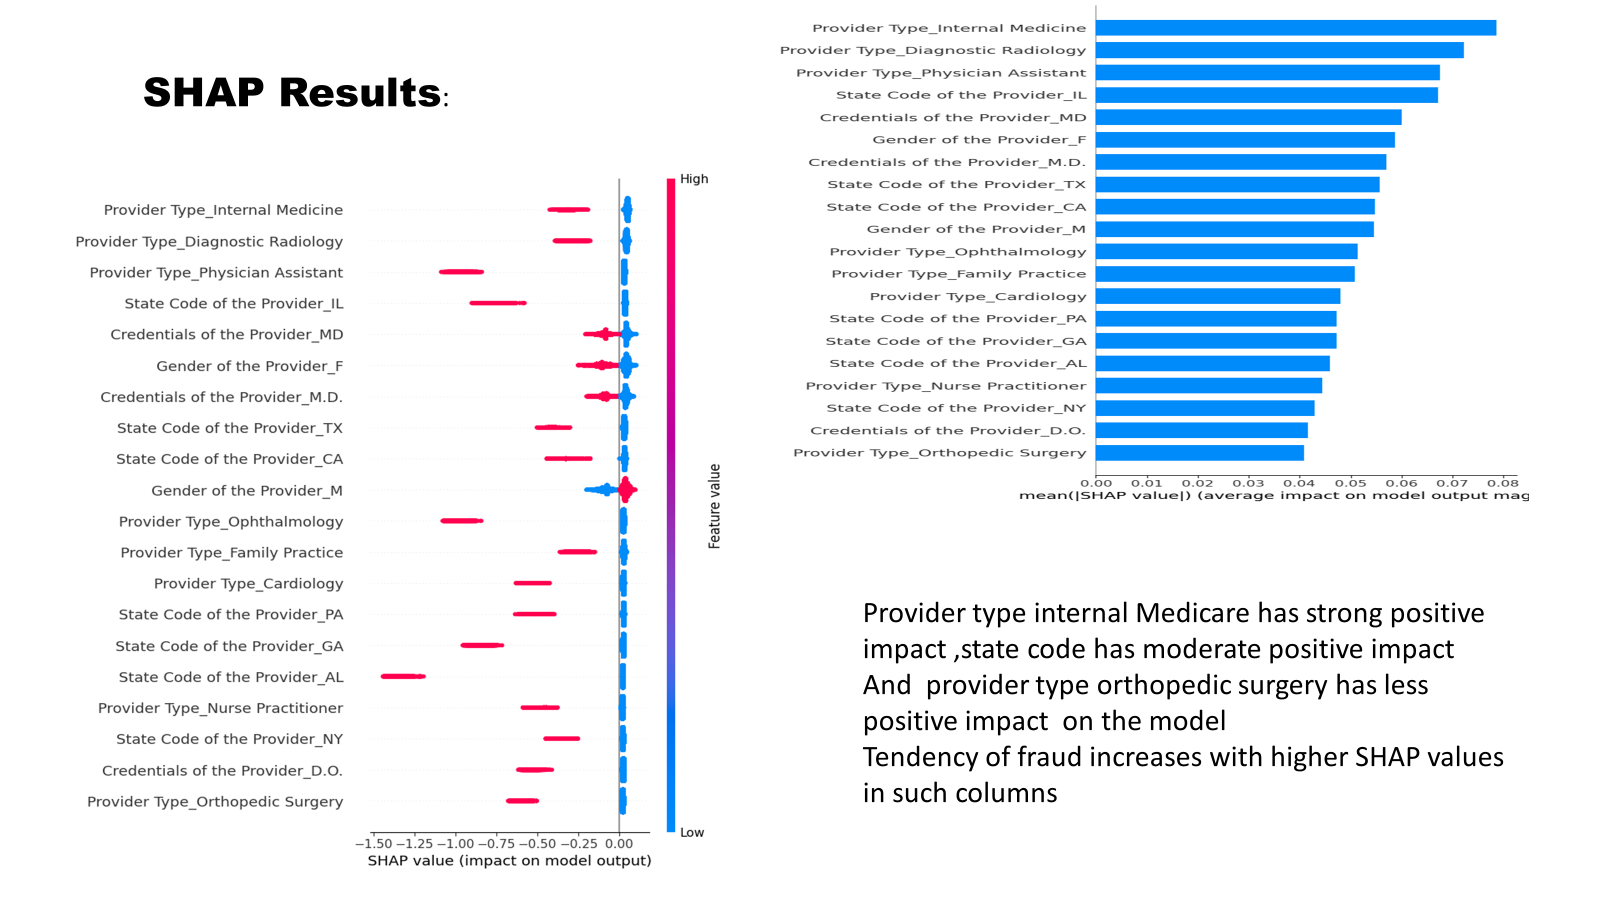 SHAP Results:
High
Provider Type_Internal Medicine
Provider Type_Diagnostic Radiology
Provider Type_Physician Assistant
State Code of the Provider_IL
Credentials of the Provider_MD
Gender of the Provider_F
Credentials of the Provider_M.D.
State Code of the Provider_TX
State Code of the Provider_CA
Gender of the Provider_M
Provider Type_Ophthalmology
Provider Type_Family Practice
Provider Type_Cardiology
State Code of the Provider_PA
State Code of the Provider_GA
State Code of the Provider_AL
Provider Type_Nurse Practitioner
State Code of the Provider_NY
Credentials of the Provider_D.O.
Provider Type_Orthopedic Surgery
Feature value
Low
−1.50 −1.25 −1.00 −0.75 −0.50 −0.25 0.00
SHAP value (impact on model output)
Provider Type_Internal Medicine
Provider Type_Diagnostic Radiology
Provider Type_Physician Assistant
State Code of the Provider_IL
Credentials of the Provider_MD
Gender of the Provider_F
Credentials of the Provider_M.D.
State Code of the Provider_TX
State Code of the Provider_CA
Gender of the Provider_M
Provider Type_Ophthalmology
Provider Type_Family Practice
Provider Type_Cardiology
State Code of the Provider_PA
State Code of the Provider_GA
State Code of the Provider_AL
Provider Type_Nurse Practitioner
State Code of the Provider_NY
Credentials of the Provider_D.O.
Provider Type_Orthopedic Surgery
0.00 0.01 0.02 0.03 0.04 0.05 0.06 0.07 0.08
mean(|SHAP value|) (average impact on model output mag
Provider type internal Medicare has strong positive
impact ,state code has moderate positive impact
And  provider type orthopedic surgery has less
positive impact  on the model
Tendency of fraud increases with higher SHAP values
in such columns